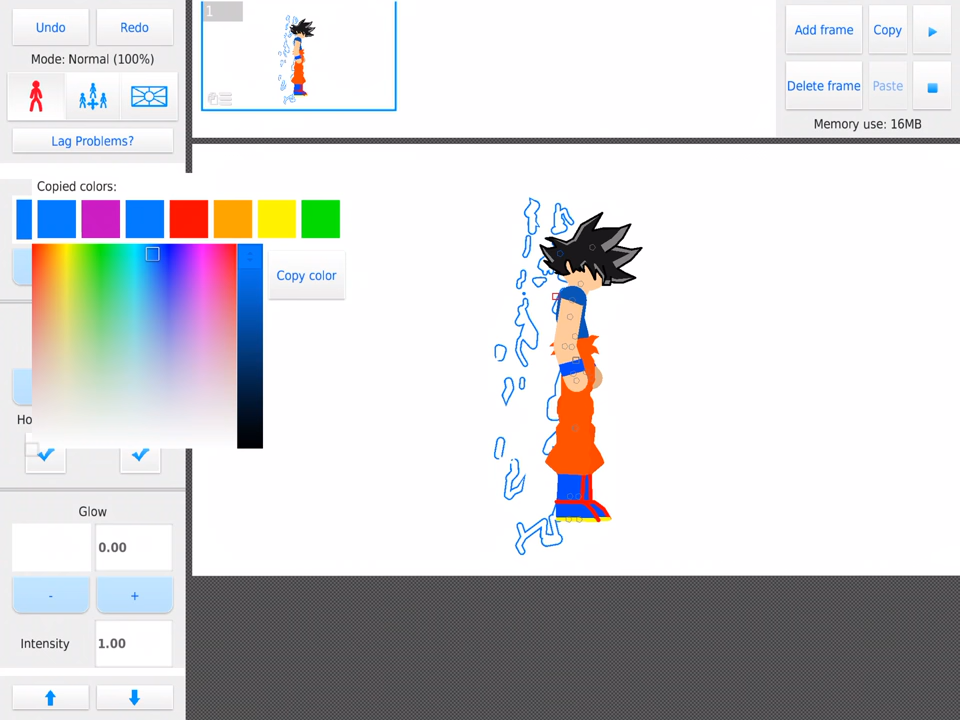 Undo
Redo
Mode: Normal (100%)
Lag Problems?
1
Add frame
Copy
Delete frame
Paste
Memory use: 16MB
Copied colors:
Copy color
Ho
Glow
0.00
-
+
Intensity
1.00